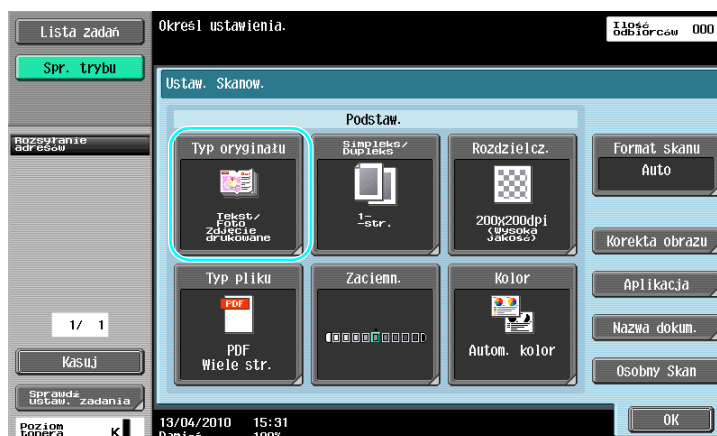 Lista zadań
Określ ustawienia.
Ilość
odbiorców 000
Spr. trybu
Ustaw. Skanow.
Podstaw.
Rozsyłanie
adresów
Typ oryginału
Tekst/
Foto
Zdjęcie
drukowane
Simpleks/
Dupleks
1-
-str.
Rozdzielcz.
200x200dpi
(Wysoka
Jakość)
Format skanu
Auto
Korekta obrazu
Typ pliku
PDF
PDF
Wiele str.
Zaciemn.
Kolor
Autom. kolor
Aplikacja
Nazwa dokum.
Osobny Skan
1/ 1
Kasuj
Sprawdź
ustaw. zadania
Poziom
tonera K
13/04/2010 15:31
Pamięć 100%
OK